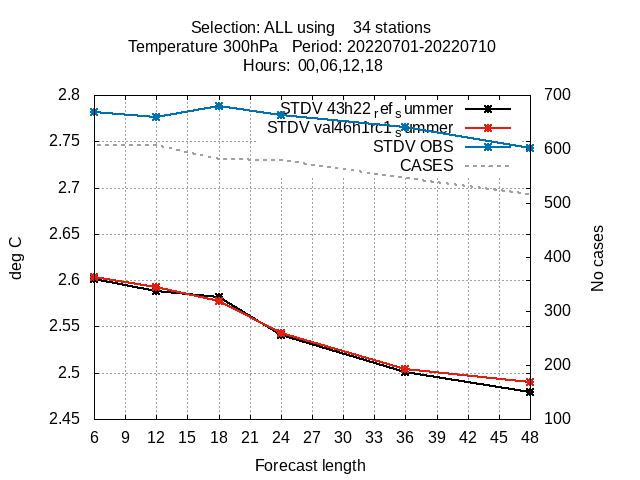 Selection: ALL using    34 stations
Temperature 300hPa   Period: 20220701-20220710
Hours: 00,06,12,18
2.8
2.75
2.7
2.65
2.6
2.55
2.5
2.45
deg C
STDV 43h22_ref_summer
STDV val46h1rc1_summer
STDV OBS
CASES
700
600
500
400
300
200
100
No cases
6 9 12 15 18 21 24 27 30 33 36 39 42 45 48
Forecast length